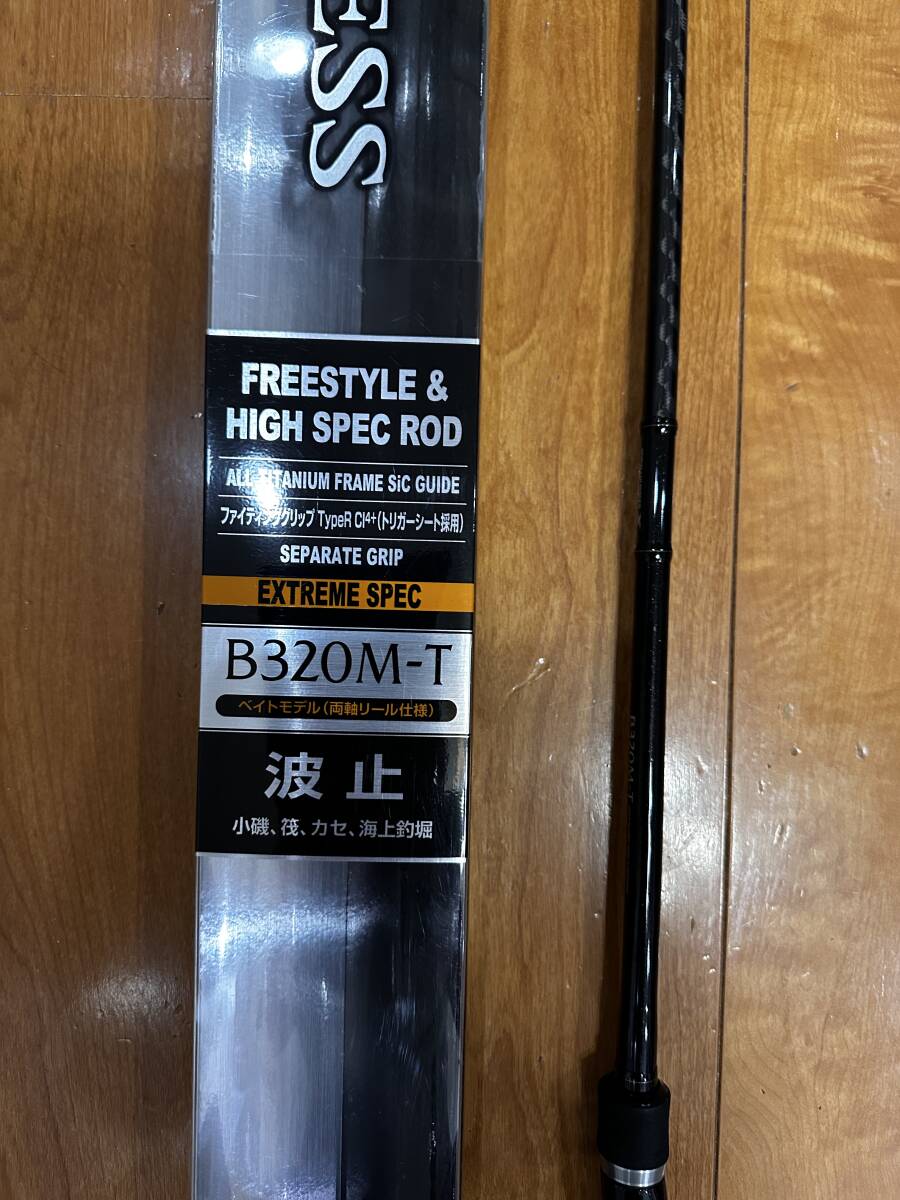 ESS
FREESTYLE &
HIGH SPEC ROD
ALL TITANIUM FRAME SiC GUIDE
ファイティンググリップ TypeR CI4+(トリガーシート採用)
SEPARATE GRIP
EXTREME SPEC
B320M-T
ベイトモデル(両軸リール仕様)
波止
小磯、筏、カセ、海上釣堀
B320M-T